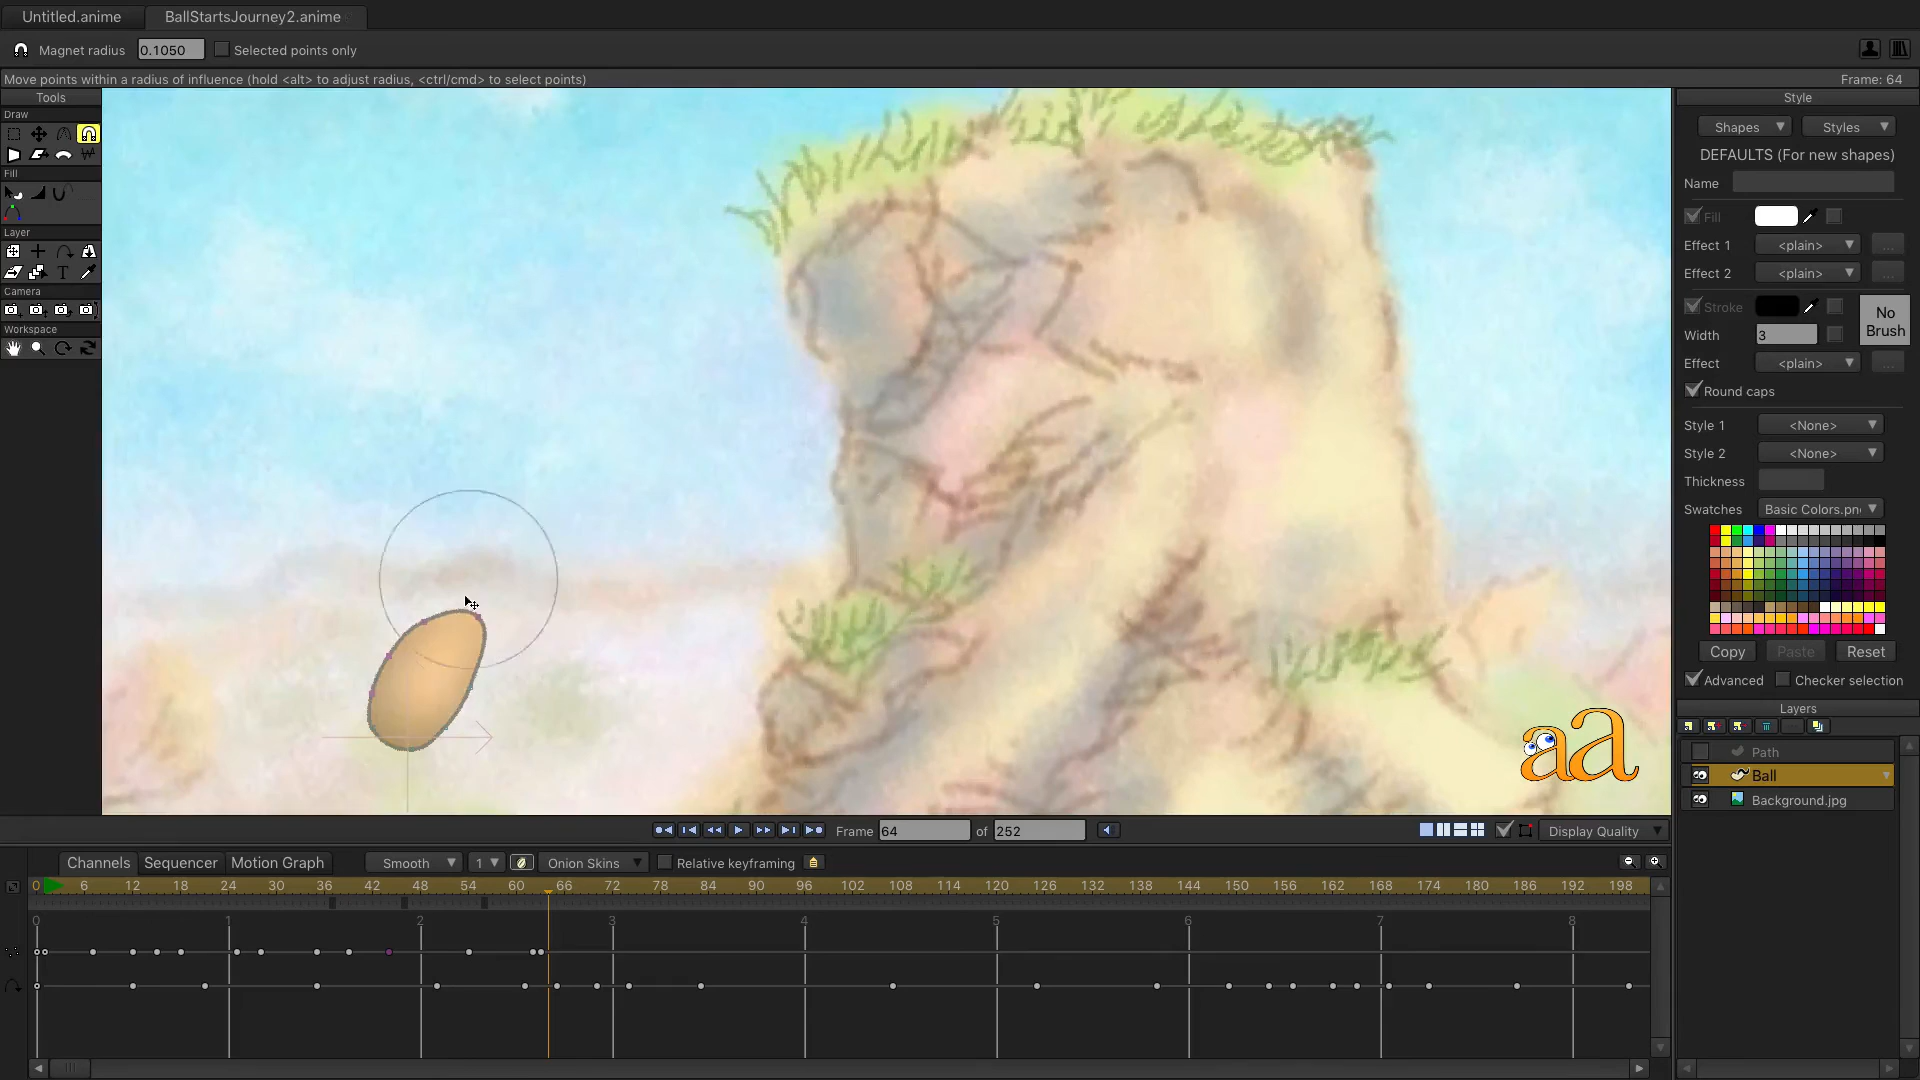 Untitled.anime
BallStartsJourney2.anime
Magnet radius 0.1050 Selected points only
Move points within a radius of influence (hold <alt> to adjust radius, <ctrl/cmd> to select points)
Frame: 64
Tools
Draw
Fill
Layer
T
Camera
Workspace
Style
Shapes Styles
DEFAULTS (For new shapes)
Name
Fill
Effect 1 <plain> ...
Effect 2 <plain> ...
Stroke
No Brush
Width 3
Effect <plain> ...
Round caps
Style 1 <None>
Style 2 <None>
Thickness
Swatches Basic Colors.pn
Copy Paste Reset
Advanced Checker selection
Layers
Path
Ball
Background.jpg
aa
Frame 64 of 252
Display Quality
Channels Sequencer Motion Graph Smooth 1 Onion Skins Relative keyframing
0 6 12 18 24 30 36 42 48 54 60 66 72 78 84 90 96 102 108 114 120 126 132 138 144 150 156 162 168 174 180 186 192 198
0 1 2 3 4 5 6 7 8